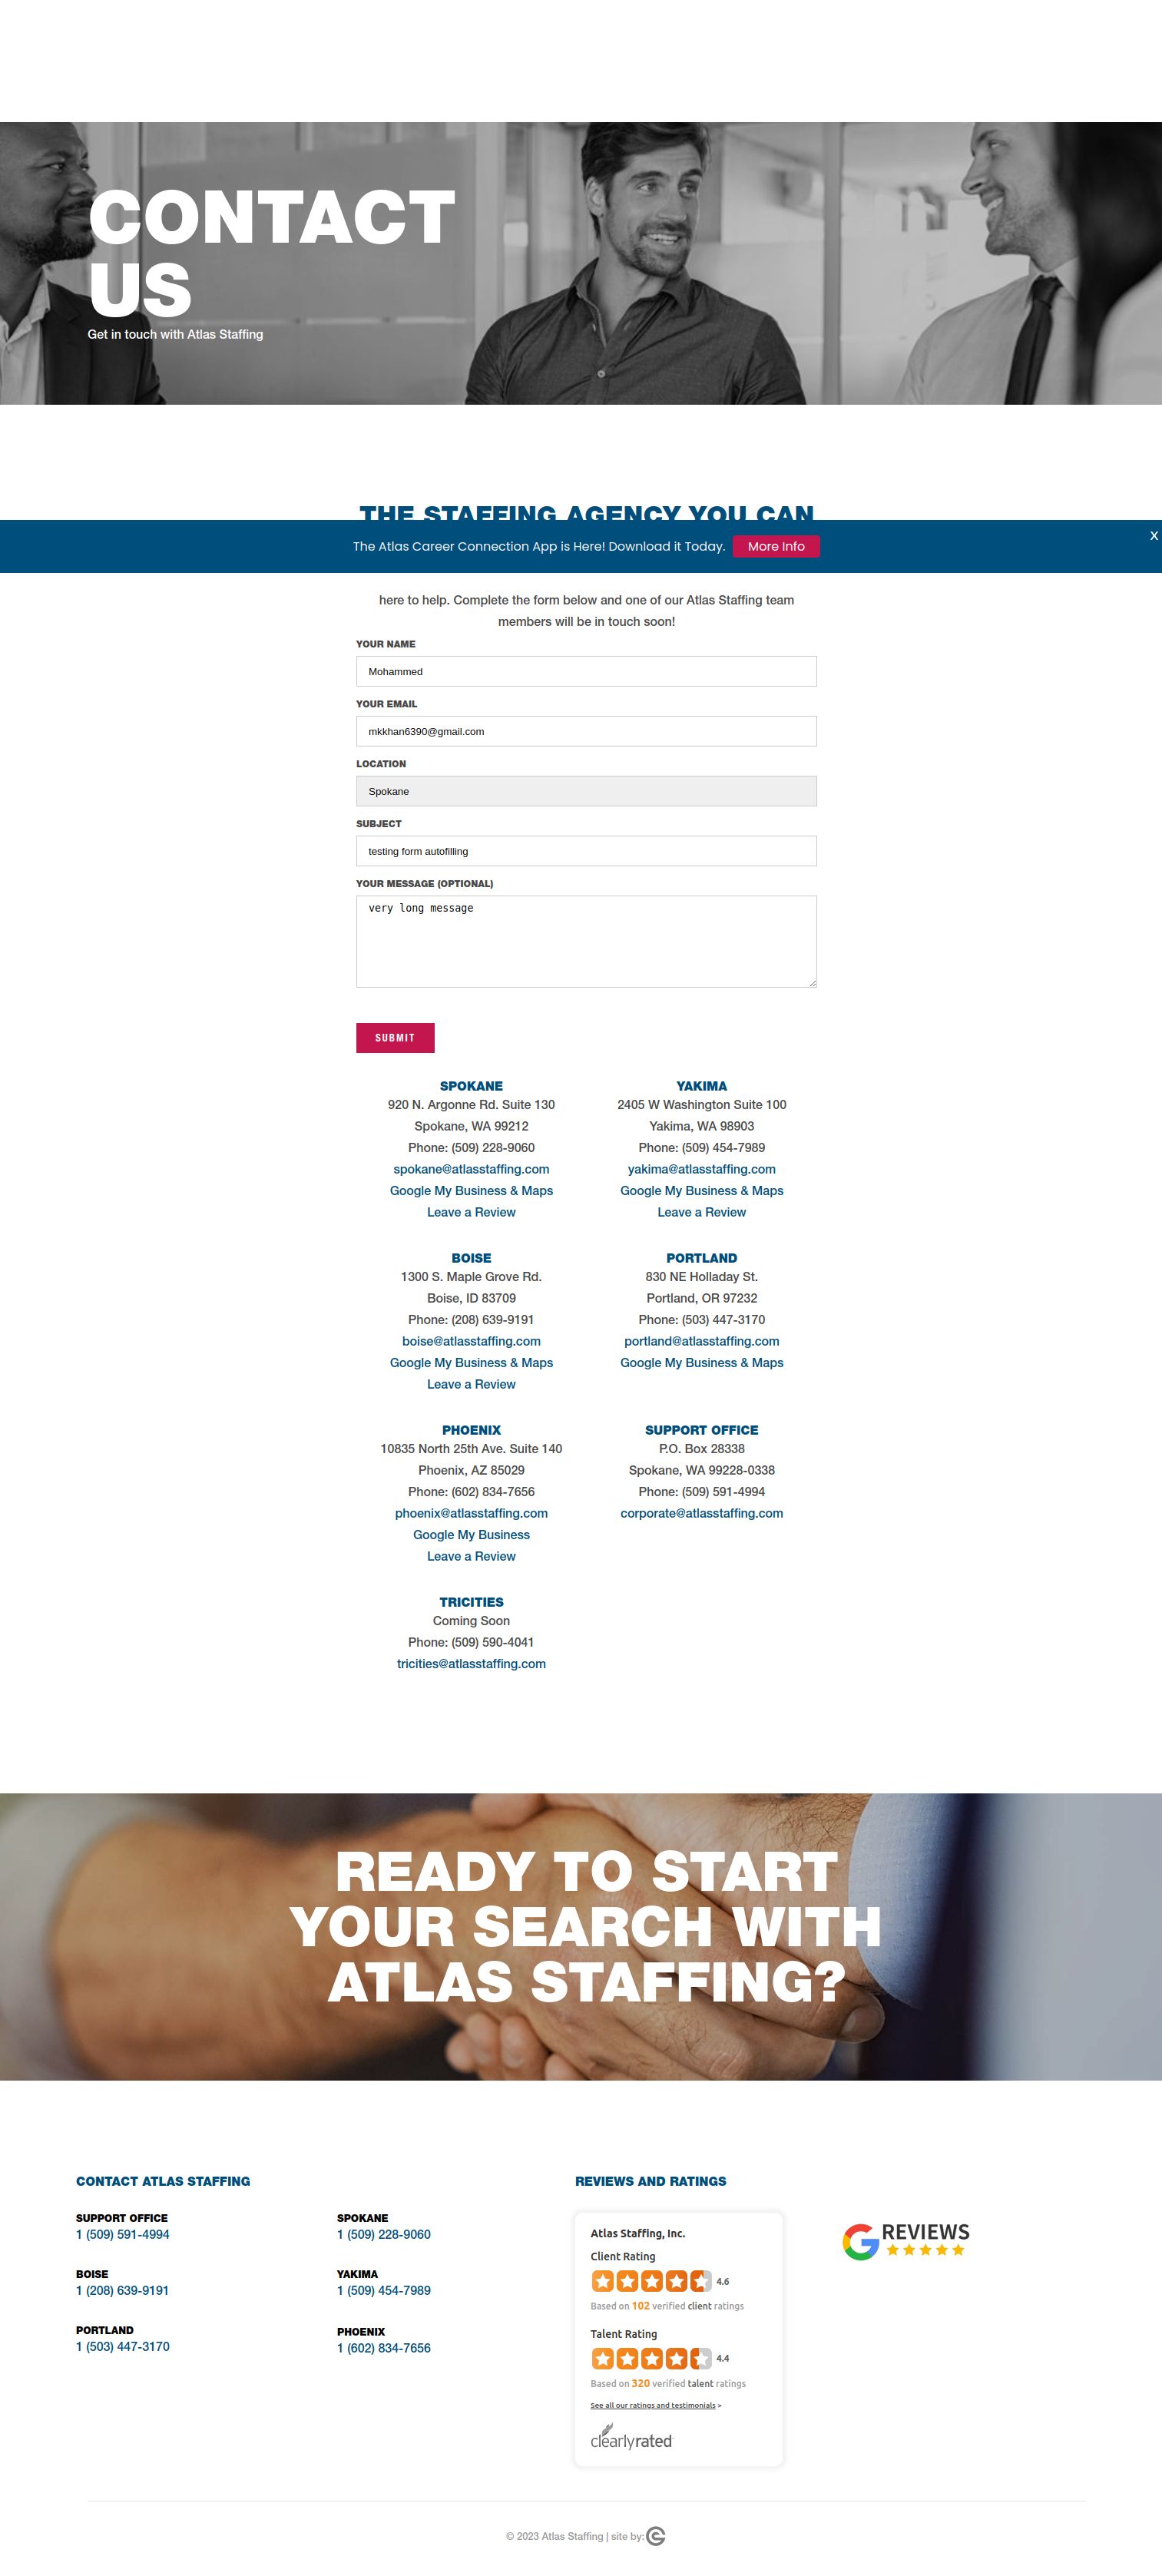 CONTACT
US
Get in touch with Atlas Staffing
THE STAFFING AGENCY YOU CAN
The Atlas Career Connection App is Here! Download it Today. More Info
x
here to help. Complete the form below and one of our Atlas Staffing team
members will be in touch soon!
YOUR NAME
Mohammed
YOUR EMAIL
mkkhan6390@gmail.com
LOCATION
Spokane
SUBJECT
testing form autofilling
YOUR MESSAGE (OPTIONAL)
very long message
SUBMIT
SPOKANE
920 N. Argonne Rd. Suite 130
Spokane, WA 99212
Phone: (509) 228-9060
spokane@atlasstaffing.com
Google My Business & Maps
Leave a Review
YAKIMA
2405 W Washington Suite 100
Yakima, WA 98903
Phone: (509) 454-7989
yakima@atlasstaffing.com
Google My Business & Maps
Leave a Review
BOISE
1300 S. Maple Grove Rd.
Boise, ID 83709
Phone: (208) 639-9191
boise@atlasstaffing.com
Google My Business & Maps
Leave a Review
PORTLAND
830 NE Holladay St.
Portland, OR 97232
Phone: (503) 447-3170
portland@atlasstaffing.com
Google My Business & Maps
PHOENIX
10835 North 25th Ave. Suite 140
Phoenix, AZ 85029
Phone: (602) 834-7656
phoenix@atlasstaffing.com
Google My Business
Leave a Review
SUPPORT OFFICE
P.O. Box 28338
Spokane, WA 99228-0338
Phone: (509) 591-4994
corporate@atlasstaffing.com
TRICITIES
Coming Soon
Phone: (509) 590-4041
tricities@atlasstaffing.com
READY TO START
YOUR SEARCH WITH
ATLAS STAFFING?
CONTACT ATLAS STAFFING
SUPPORT OFFICE
1 (509) 591-4994
BOISE
1 (208) 639-9191
PORTLAND
1 (503) 447-3170
SPOKANE
1 (509) 228-9060
YAKIMA
1 (509) 454-7989
PHOENIX
1 (602) 834-7656
REVIEWS AND RATINGS
Atlas Staffing, Inc.
Client Rating
4.6
Based on 102 verified client ratings
Talent Rating
4.4
Based on 320 verified talent ratings
See all our ratings and testimonials >
clearlyrated
REVIEWS
© 2023 Atlas Staffing | site by: